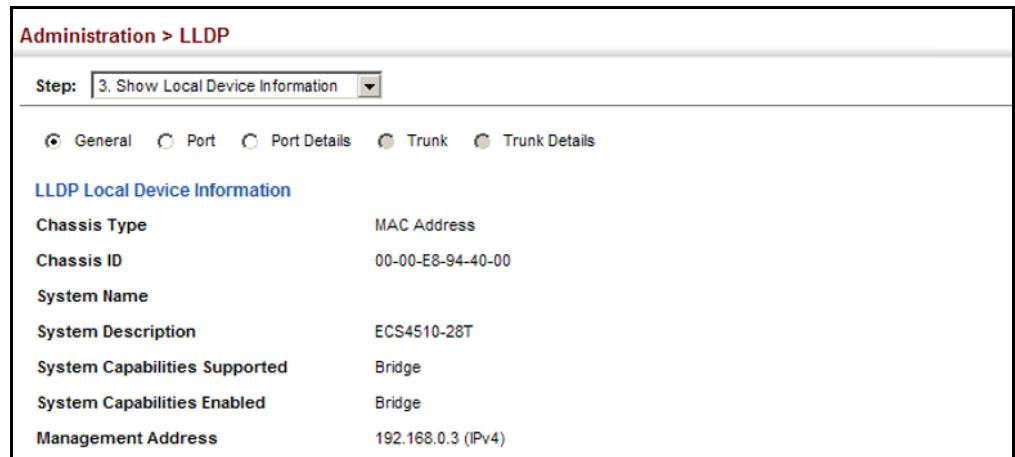 Administration > LLDP
Step: 3. Show Local Device Information
General Port Port Details Trunk Trunk Details
LLDP Local Device Information
Chassis Type MAC Address
Chassis ID 00-00-E8-94-40-00
System Name
System Description ECS4510-28T
System Capabilities Supported Bridge
System Capabilities Enabled Bridge
Management Address 192.168.0.3 (IPv4)